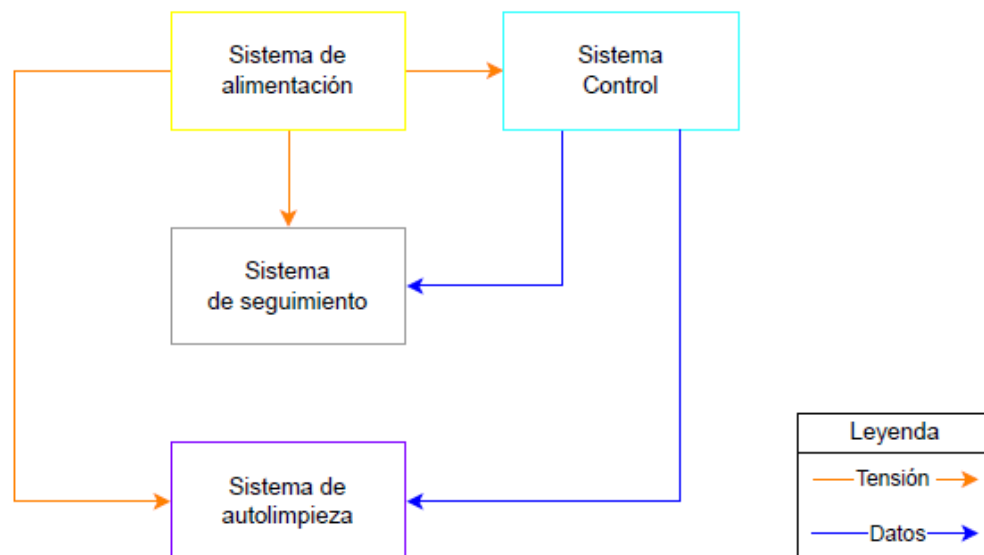 Sistema de
alimentación
Sistema
Control
Sistema
de seguimiento
Sistema de
autolimpieza
Leyenda
Tensión
Datos